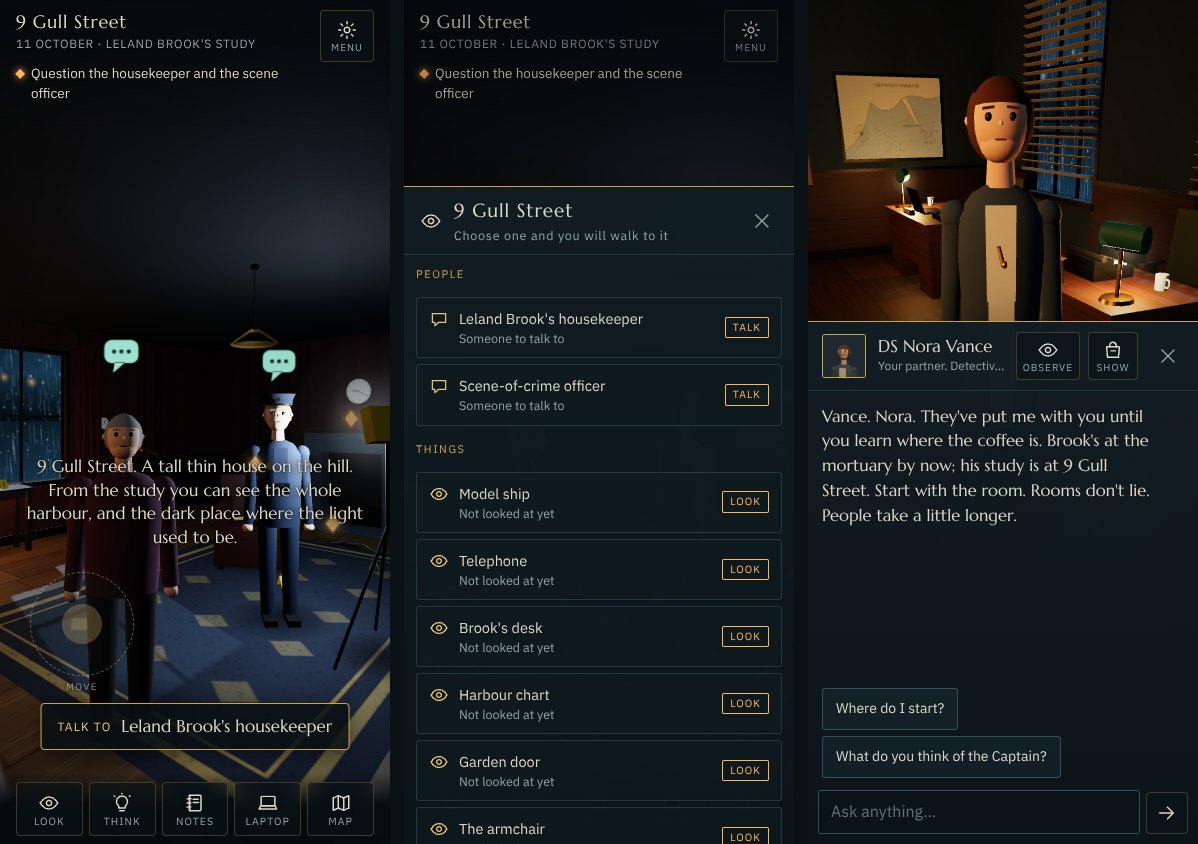 9 Gull Street
11 OCTOBER · LELAND BROOK'S STUDY
MENU
Question the housekeeper and the scene
officer
9 Gull Street. A tall thin house on the hill.
From the study you can see the whole
harbour, and the dark place where the light
used to be.
MOVE
TALK TO Leland Brook's housekeeper
LOOK
THINK
NOTES
LAPTOP
MAP
9 Gull Street
11 OCTOBER · LELAND BROOK'S STUDY
MENU
Question the housekeeper and the scene
officer
9 Gull Street
Choose one and you will walk to it
PEOPLE
Leland Brook's housekeeper
Someone to talk to
TALK
Scene-of-crime officer
Someone to talk to
TALK
THINGS
Model ship
Not looked at yet
LOOK
Telephone
Not looked at yet
LOOK
Brook's desk
Not looked at yet
LOOK
Harbour chart
Not looked at yet
LOOK
Garden door
Not looked at yet
LOOK
The armchair
LOOK
DS Nora Vance
Your partner. Detectiv...
OBSERVE
SHOW
Vance. Nora. They've put me with you until
you learn where the coffee is. Brook's at the
mortuary by now; his study is at 9 Gull
Street. Start with the room. Rooms don't lie.
People take a little longer.
Where do I start?
What do you think of the Captain?
Ask anything...